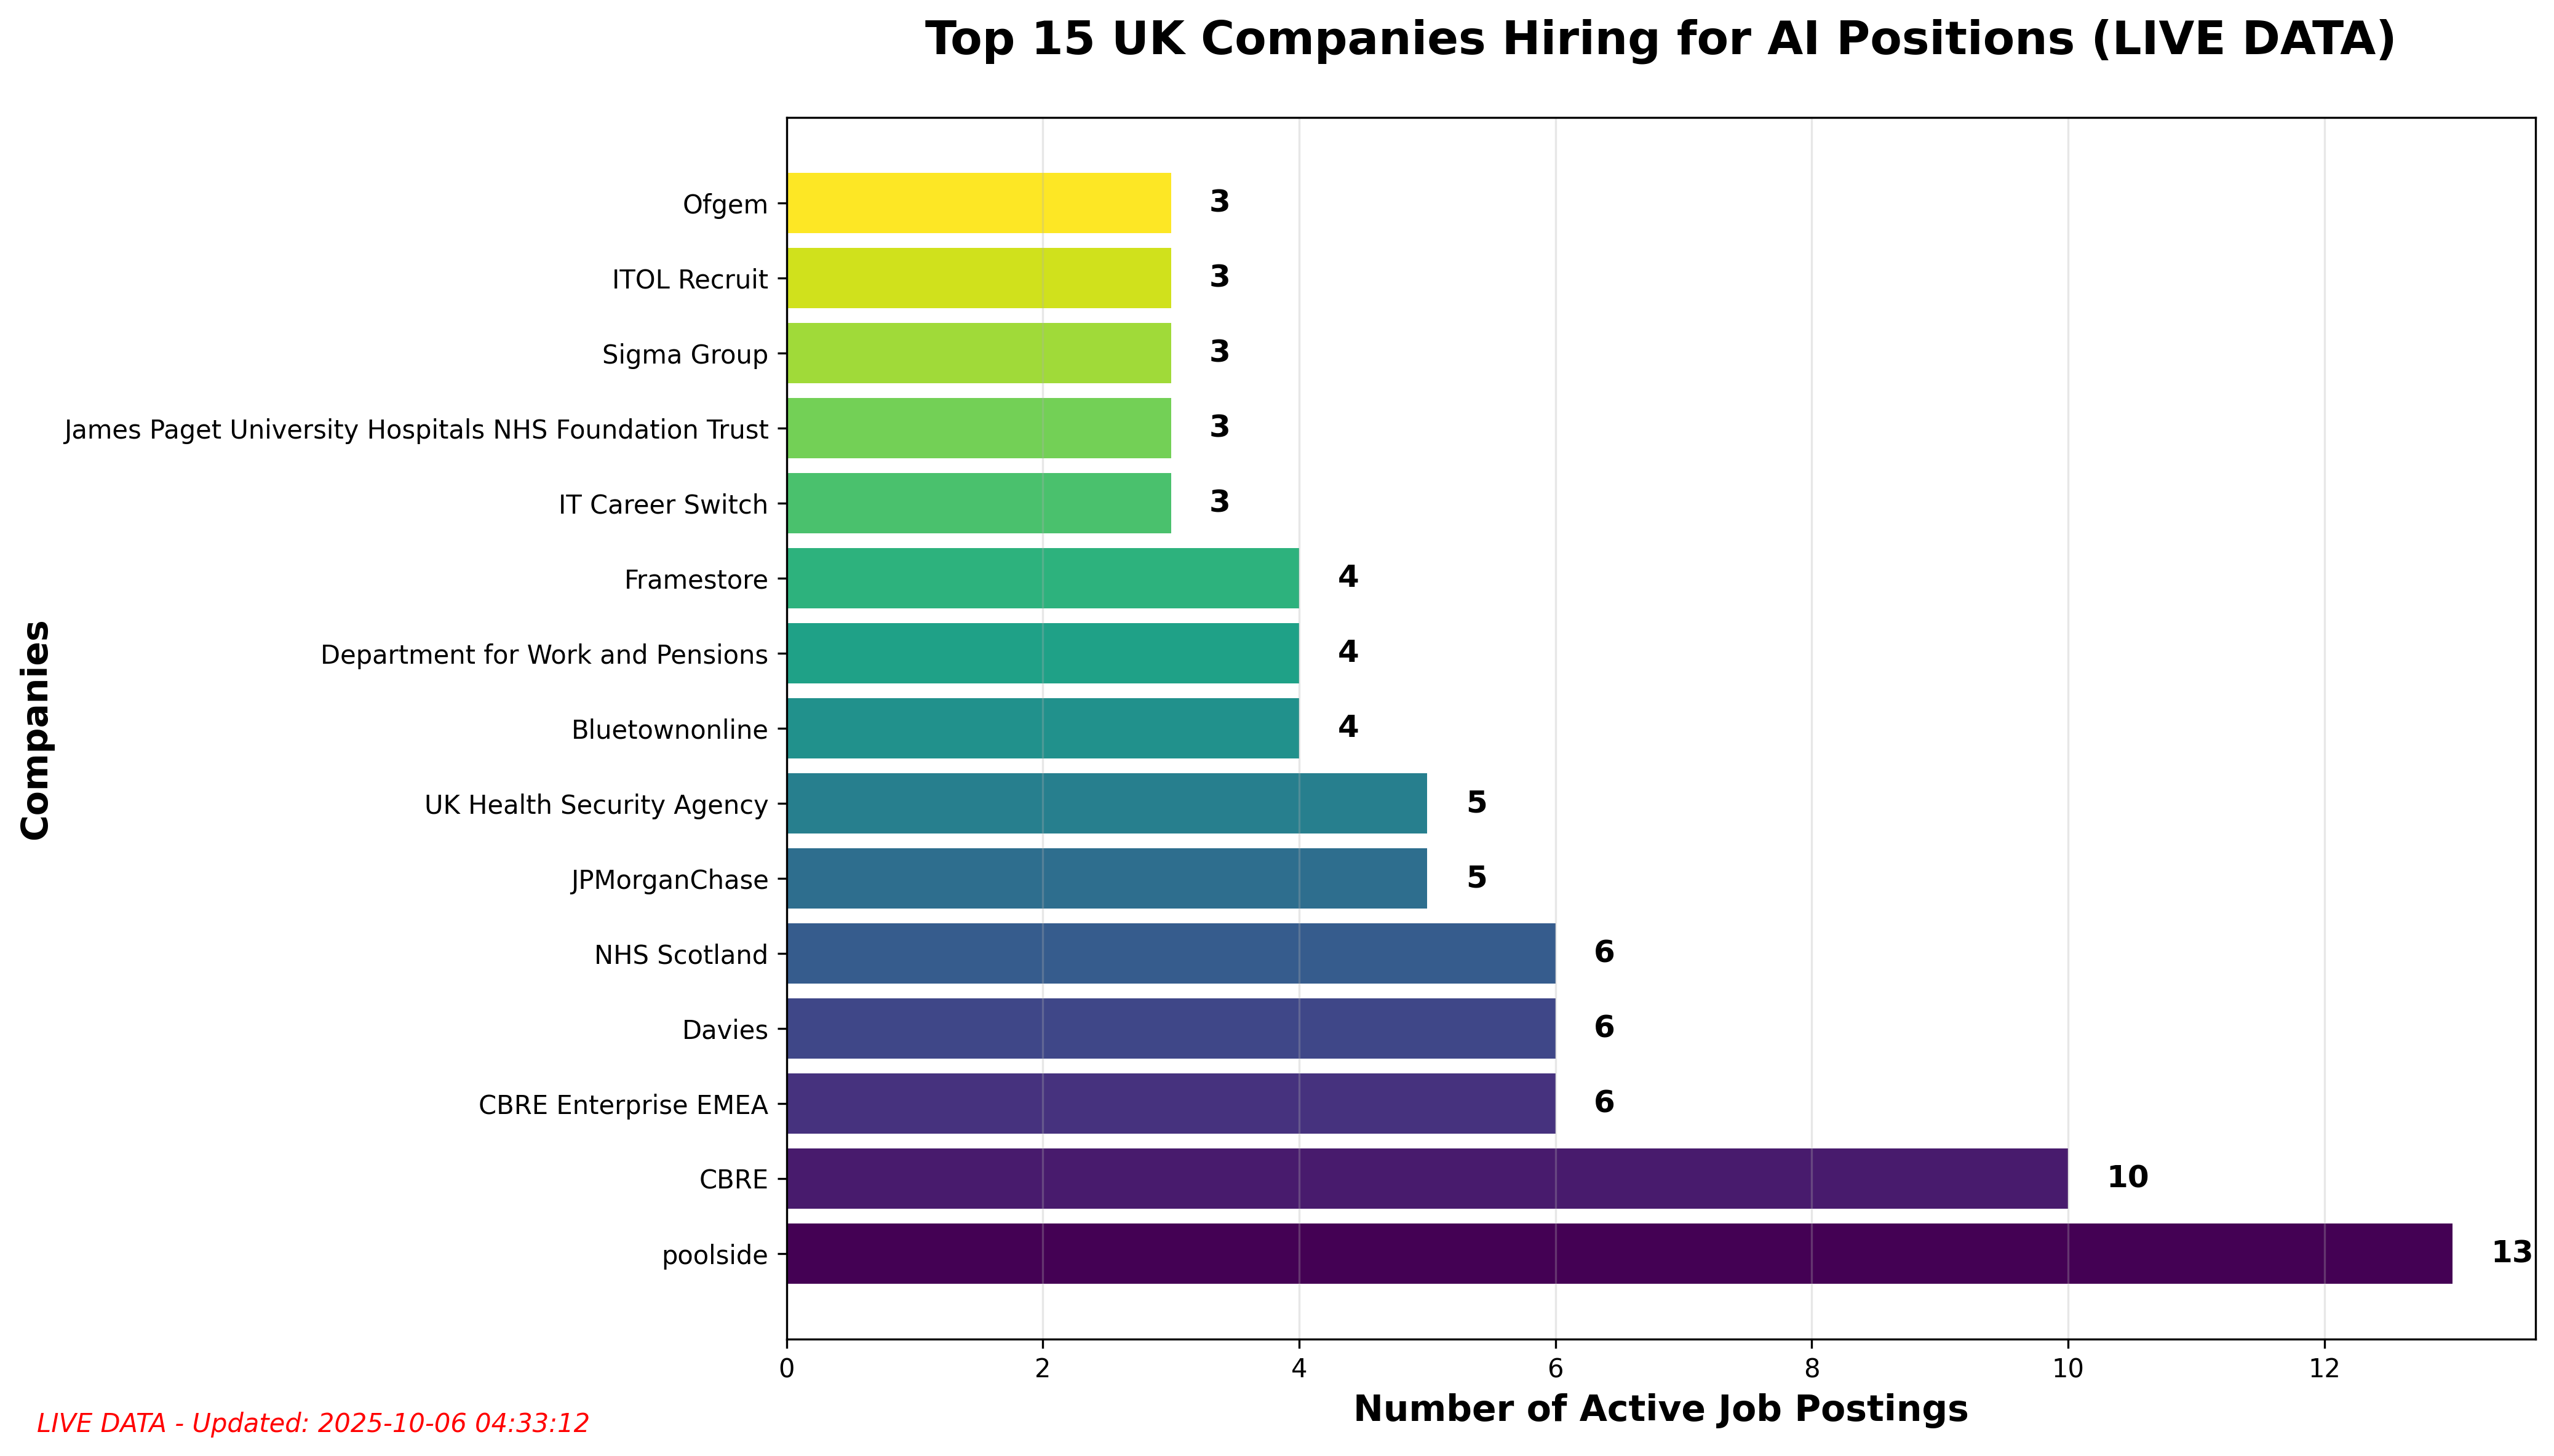 Top 15 UK Companies Hiring for AI Positions (LIVE DATA)
Companies
Ofgem 3
ITOL Recruit 3
Sigma Group 3
James Paget University Hospitals NHS Foundation Trust 3
IT Career Switch 3
Framestore 4
Department for Work and Pensions 4
Bluetownonline 4
UK Health Security Agency 5
JPMorganChase 5
NHS Scotland 6
Davies 6
CBRE Enterprise EMEA 6
CBRE 10
poolside 13
0 2 4 6 8 10 12
Number of Active Job Postings
LIVE DATA - Updated: 2025-10-06 04:33:12